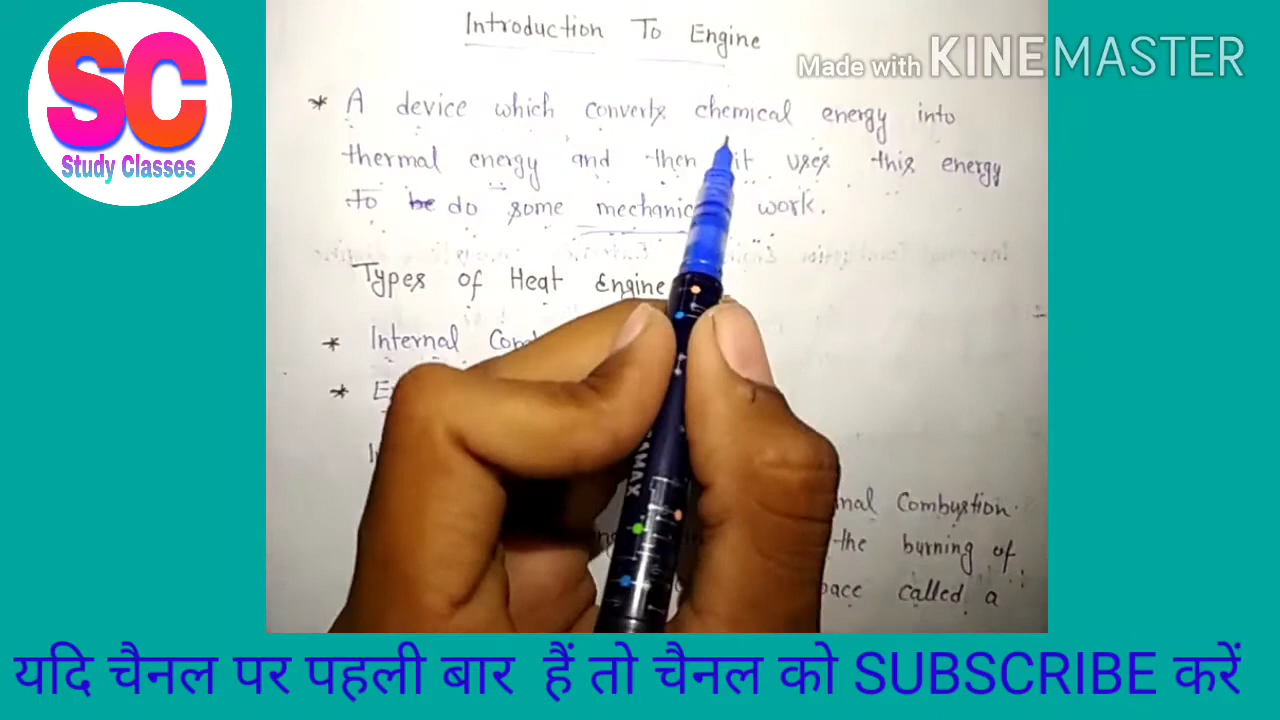 SC
Study Classes
Made with KINEMASTER
Introduction To Engine
* A device which converts chemical energy into
thermal energy and then it uses this energy
to be do some mechanic work.
Types of Heat Engine
* Internal
*
nal Combustion.
the burning of
called a
यदि चैनल पर पहली बार हैं तो चैनल को SUBSCRIBE करें